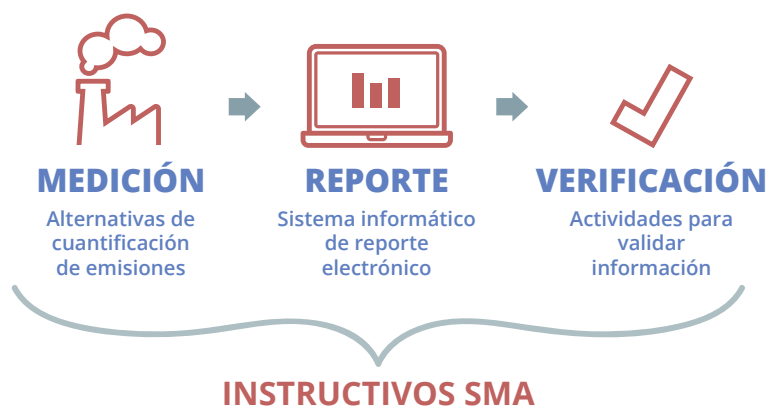 MEDICIÓN
Alternativas de
cuantificación
de emisiones
REPORTE
Sistema informático
de reporte
electrónico
VERIFICACIÓN
Actividades para
validar
información
INSTRUCTIVOS SMA